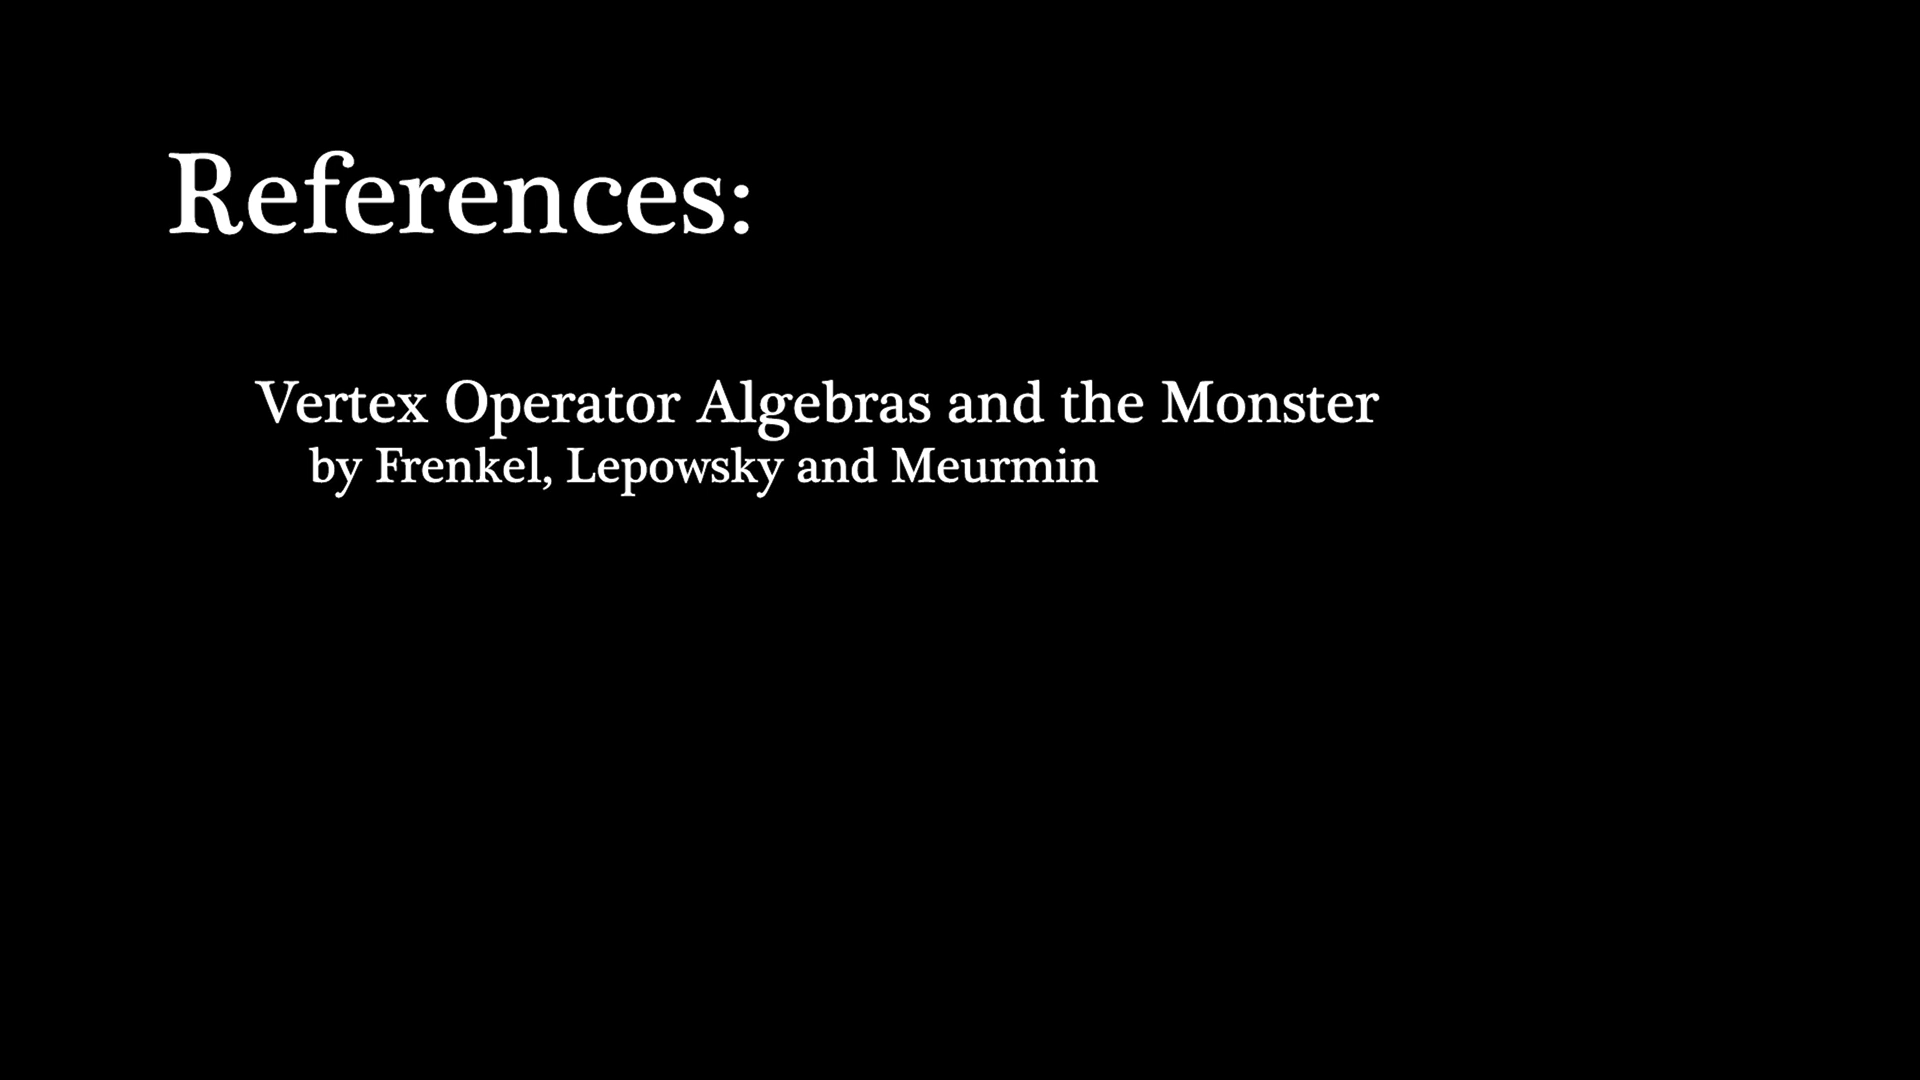 References:
Vertex Operator Algebras and the Monster
by Frenkel, Lepowsky and Meurmin